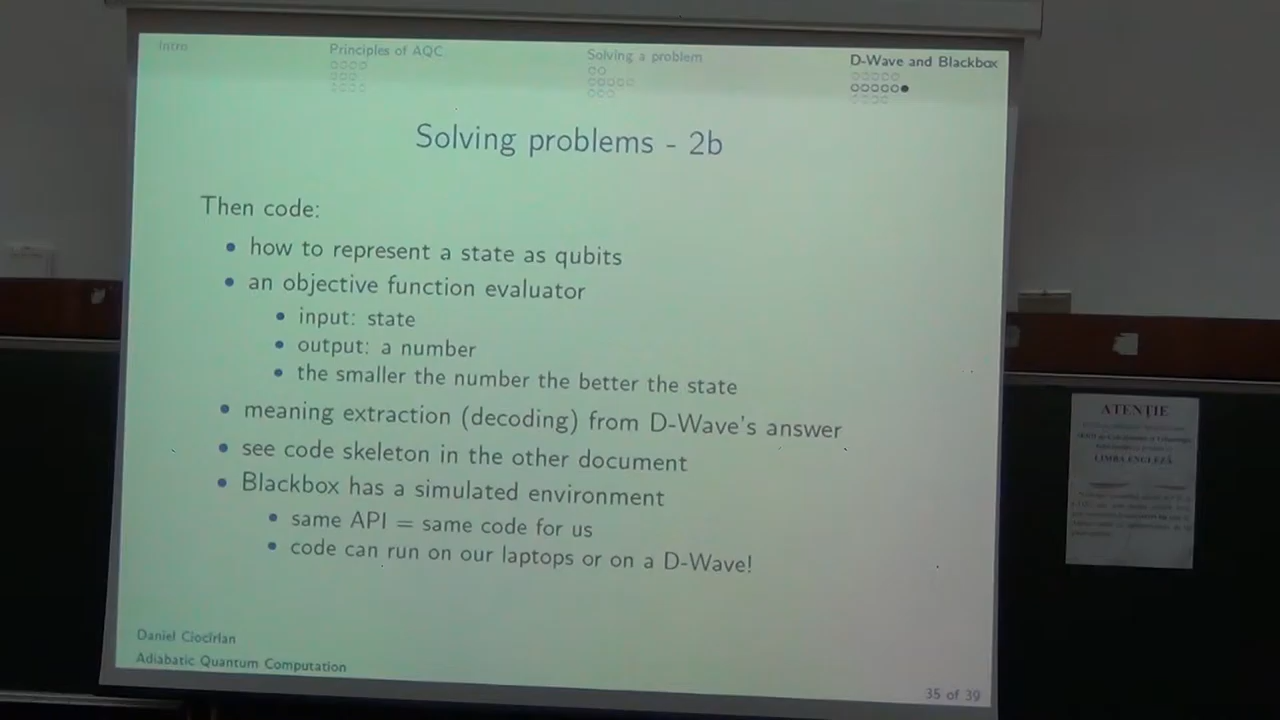 Intro
Principles of AQC
Solving a problem
D-Wave and Blackbox
Solving problems - 2b
Then code:
• how to represent a state as qubits
• an objective function evaluator
• input: state
• output: a number
• the smaller the number the better the state
• meaning extraction (decoding) from D-Wave's answer
• see code skeleton in the other document
• Blackbox has a simulated environment
• same API = same code for us
• code can run on our laptops or on a D-Wave!
Daniel Ciocîrlan
Adiabatic Quantum Computation
35 of 39
ATENȚIE
LIMBA ENGLEZĂ